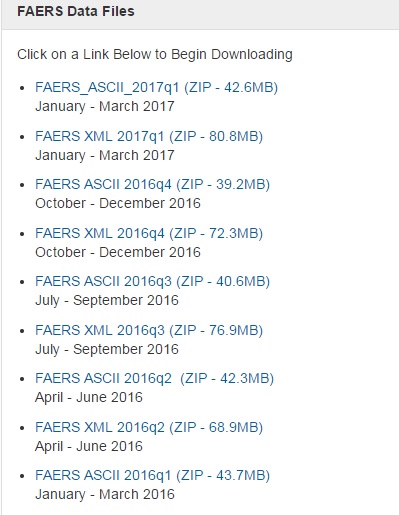 FAERS Data Files
Click on a Link Below to Begin Downloading
FAERS_ASCII_2017q1 (ZIP - 42.6MB)
January - March 2017
FAERS XML 2017q1 (ZIP - 80.8MB)
January - March 2017
FAERS ASCII 2016q4 (ZIP - 39.2MB)
October - December 2016
FAERS XML 2016q4 (ZIP - 72.3MB)
October - December 2016
FAERS ASCII 2016q3 (ZIP - 40.6MB)
July - September 2016
FAERS XML 2016q3 (ZIP - 76.9MB)
July - September 2016
FAERS ASCII 2016q2  (ZIP - 42.3MB)
April - June 2016
FAERS XML 2016q2 (ZIP - 68.9MB)
April - June 2016
FAERS ASCII 2016q1 (ZIP - 43.7MB)
January - March 2016